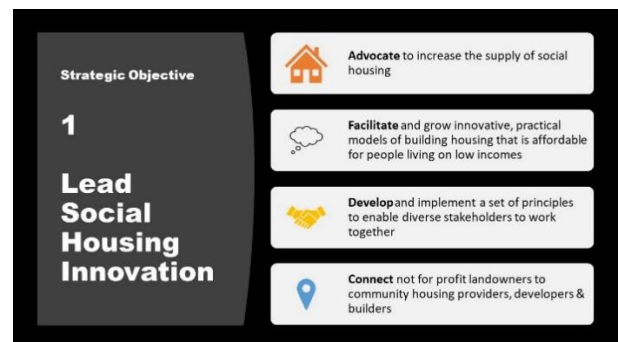 Strategic Objective
1
Lead
Social
Housing
Innovation
Advocate to increase the supply of social
housing
Facilitate and grow innovative, practical
models of building housing that is affordable
for people living on low incomes
Develop and implement a set of principles
to enable diverse stakeholders to work
together
Connect not for profit landowners to
community housing providers, developers &
builders